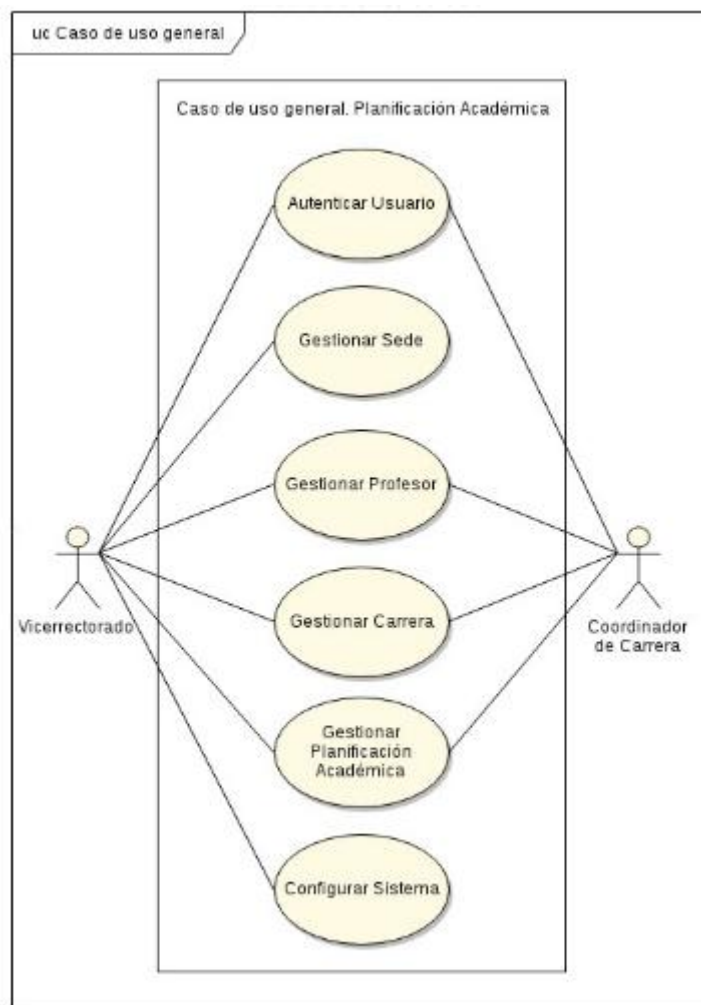 uc Caso de uso general
Caso de uso general. Planificación Académica
Autenticar Usuario
Gestionar Sede
Gestionar Profesor
Gestionar Carrera
Vicerrectorado
Coordinador
de Carrera
Gestionar
Planificación
Académica
Configurar Sistema